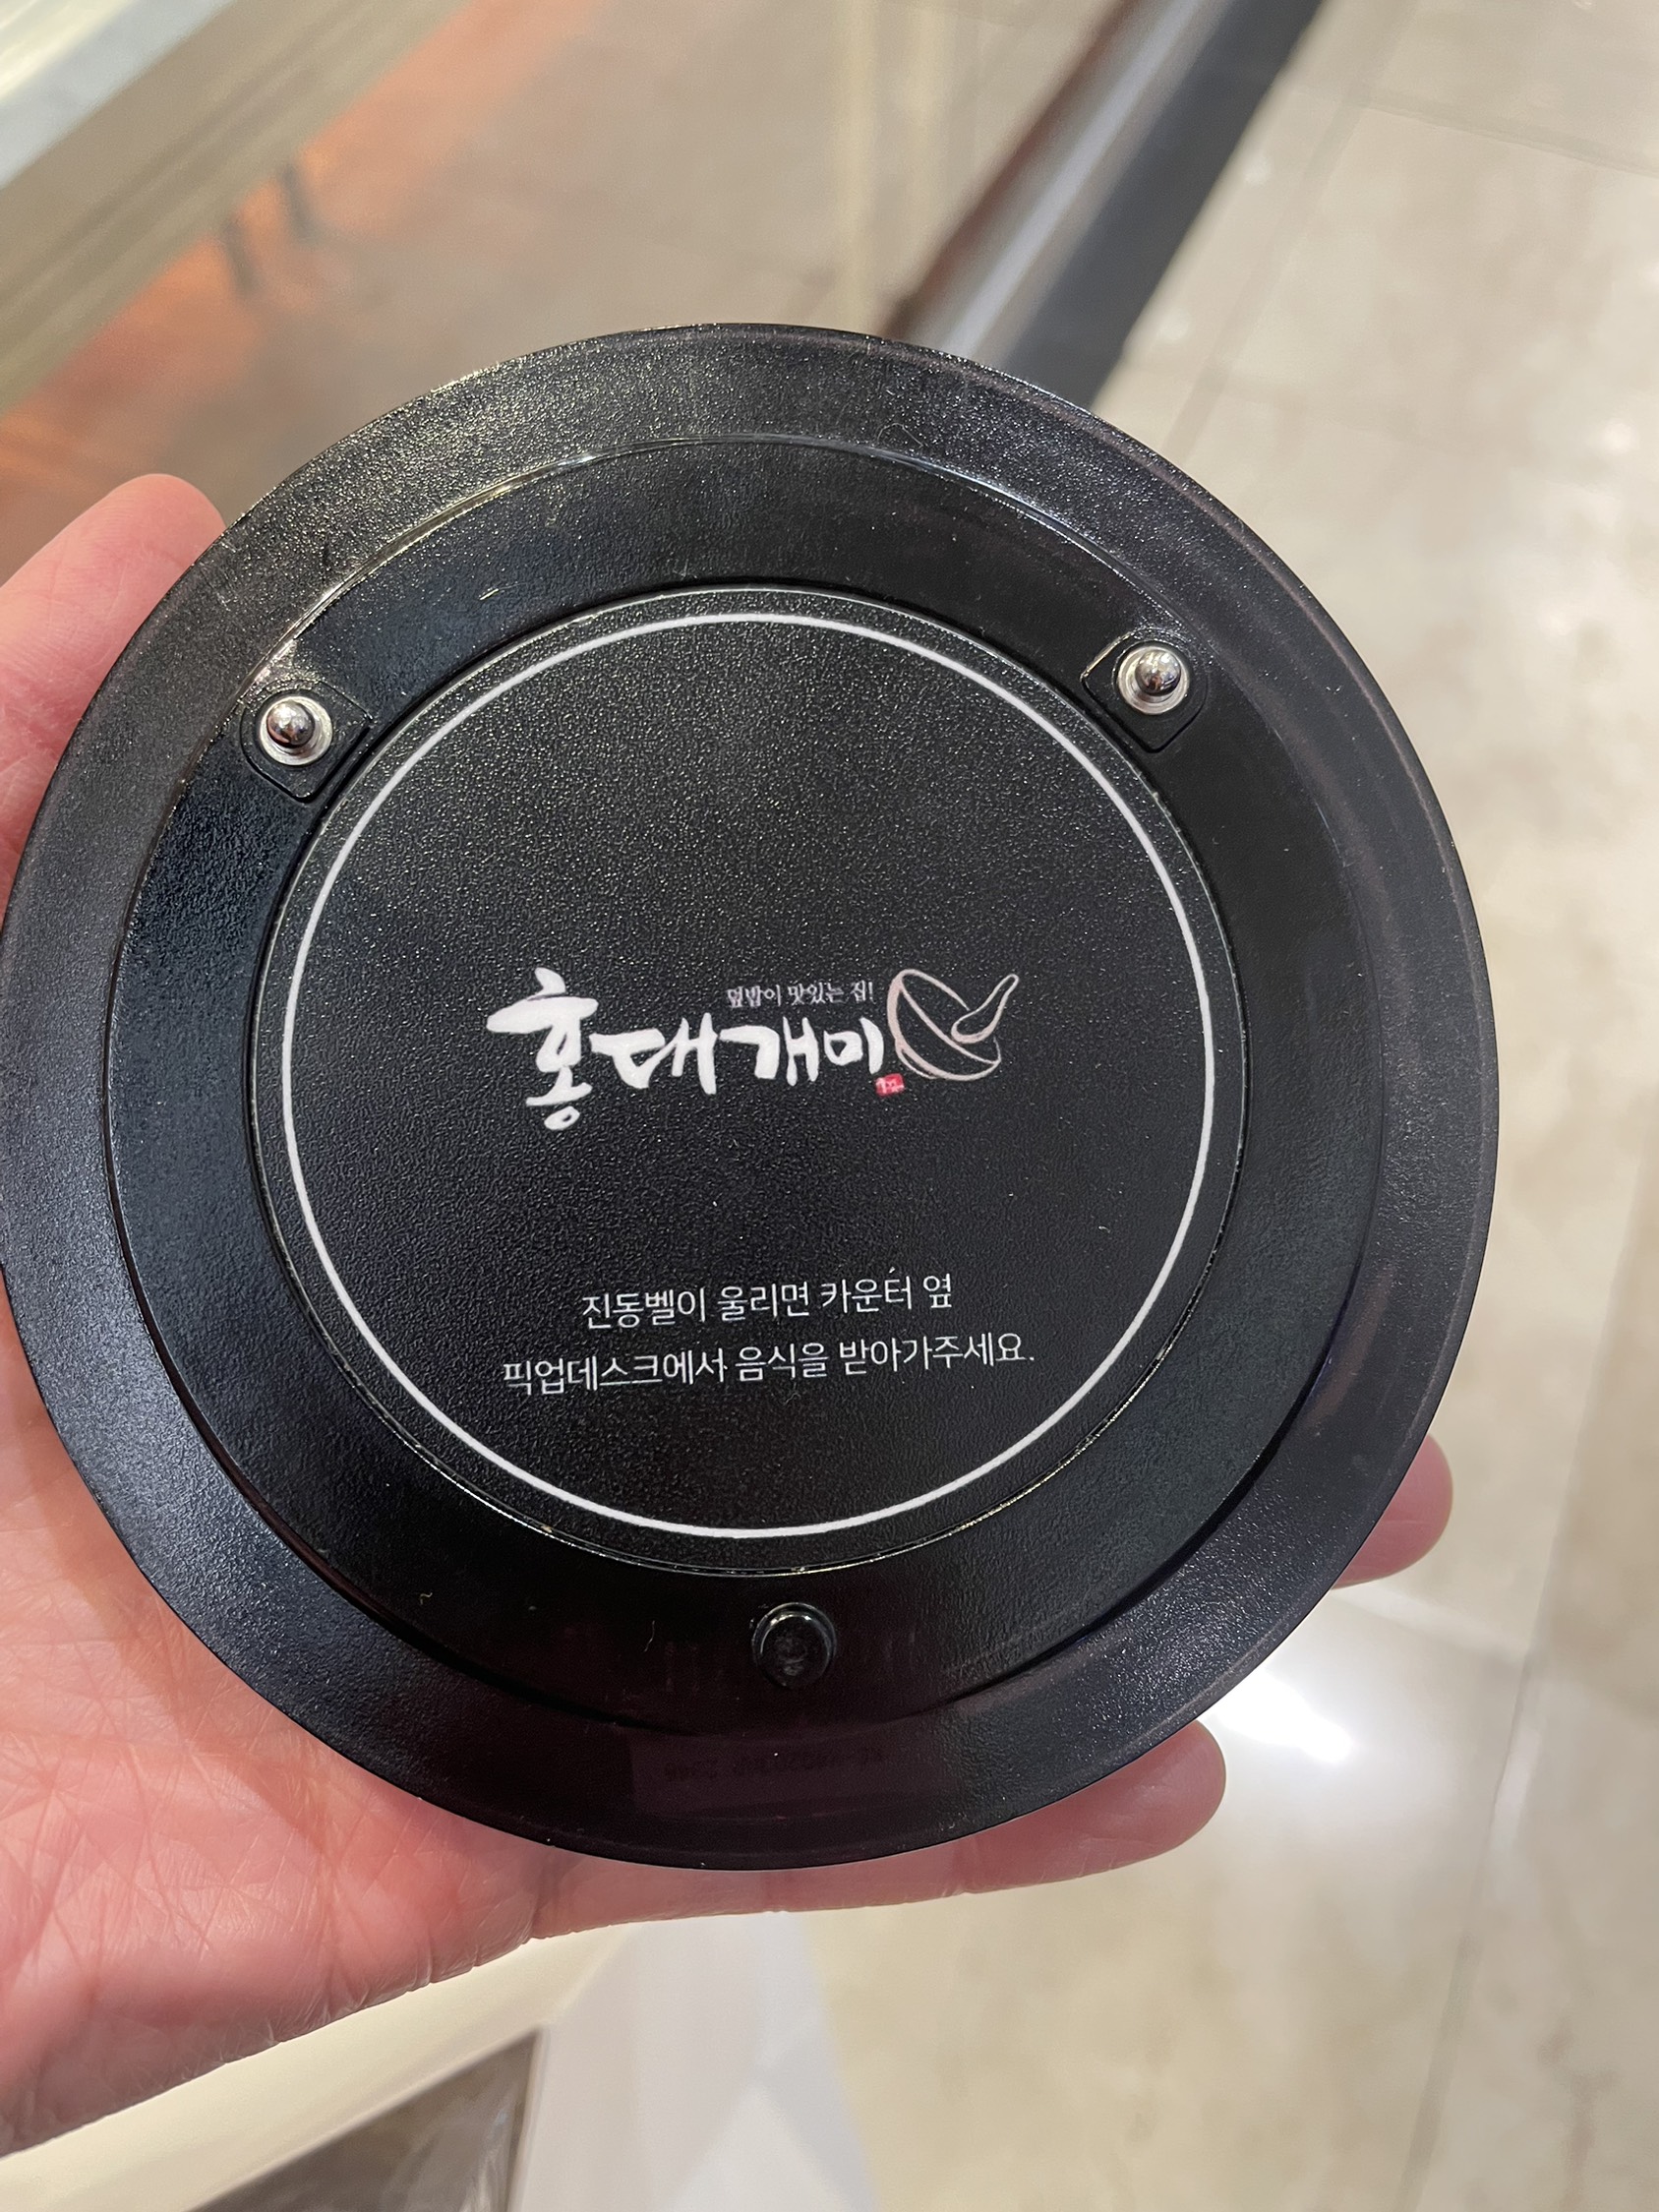 덮밥이 맛있는 집!
홍대개미
진동벨이 울리면 카운터 옆
픽업데스크에서 음식을 받아가주세요.